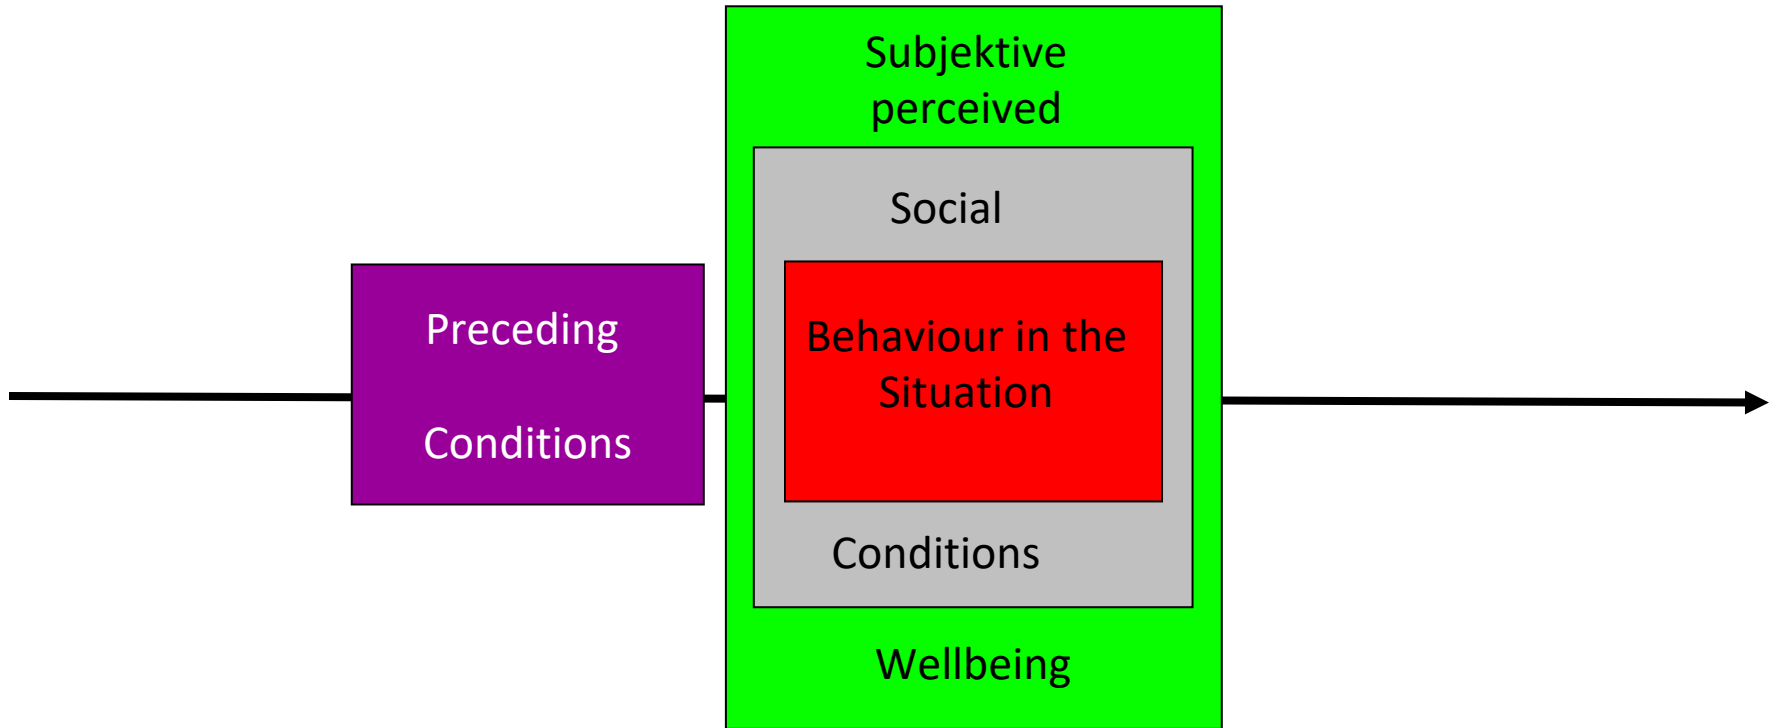 Subjektive
perceived
Social
Preceding
Behaviour in the
Situation
Conditions
Conditions
Wellbeing